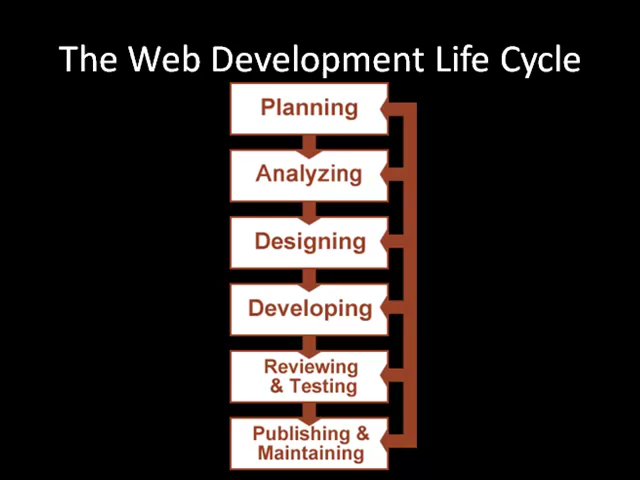 The Web Development Life Cycle
Planning
Analyzing
Designing
Developing
Reviewing
& Testing
Publishing &
Maintaining